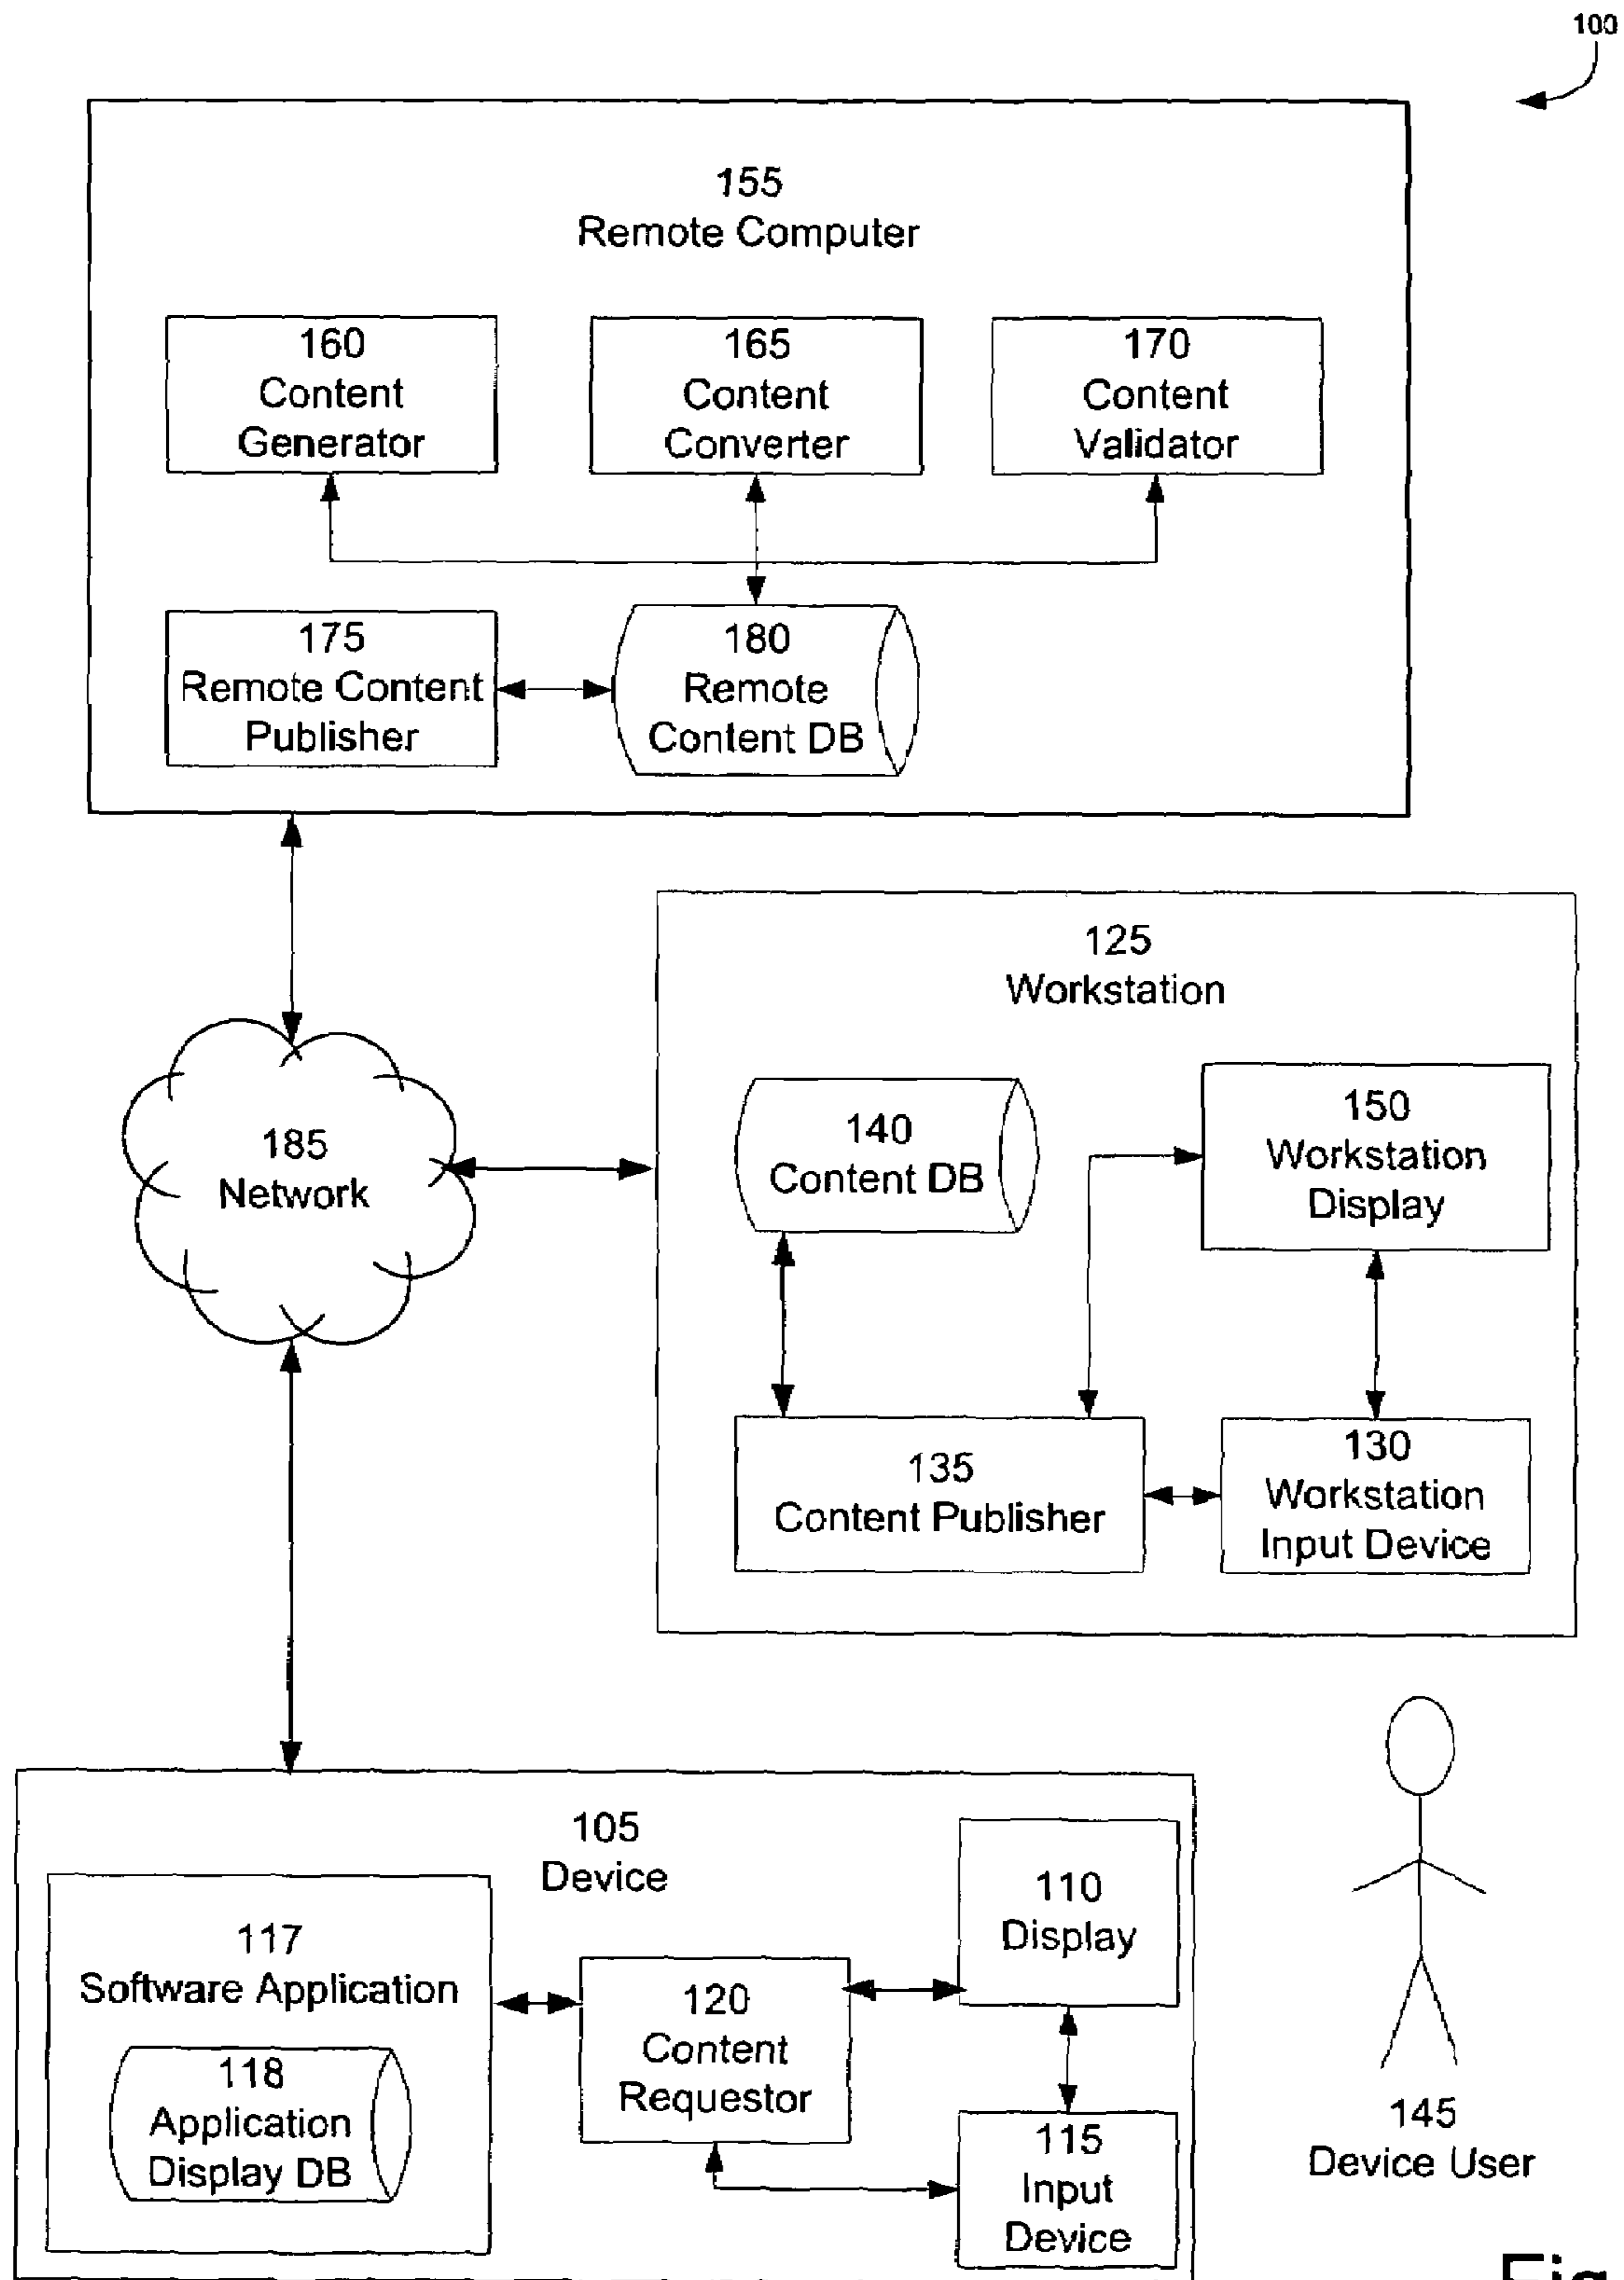 100
155
Remote Computer
160
Content
Generator
165
Content
Converter
170
Content
Validator
175
Remote Content
Publisher
180
Remote
Content DB
125
Workstation
185
Network
140
Content DB
150
Workstation
Display
135
Content Publisher
130
Workstation
Input Device
105
Device
117
Software Application
118
Application
Display DB
120
Content
Requestor
110
Display
115
Input
Device
145
Device User